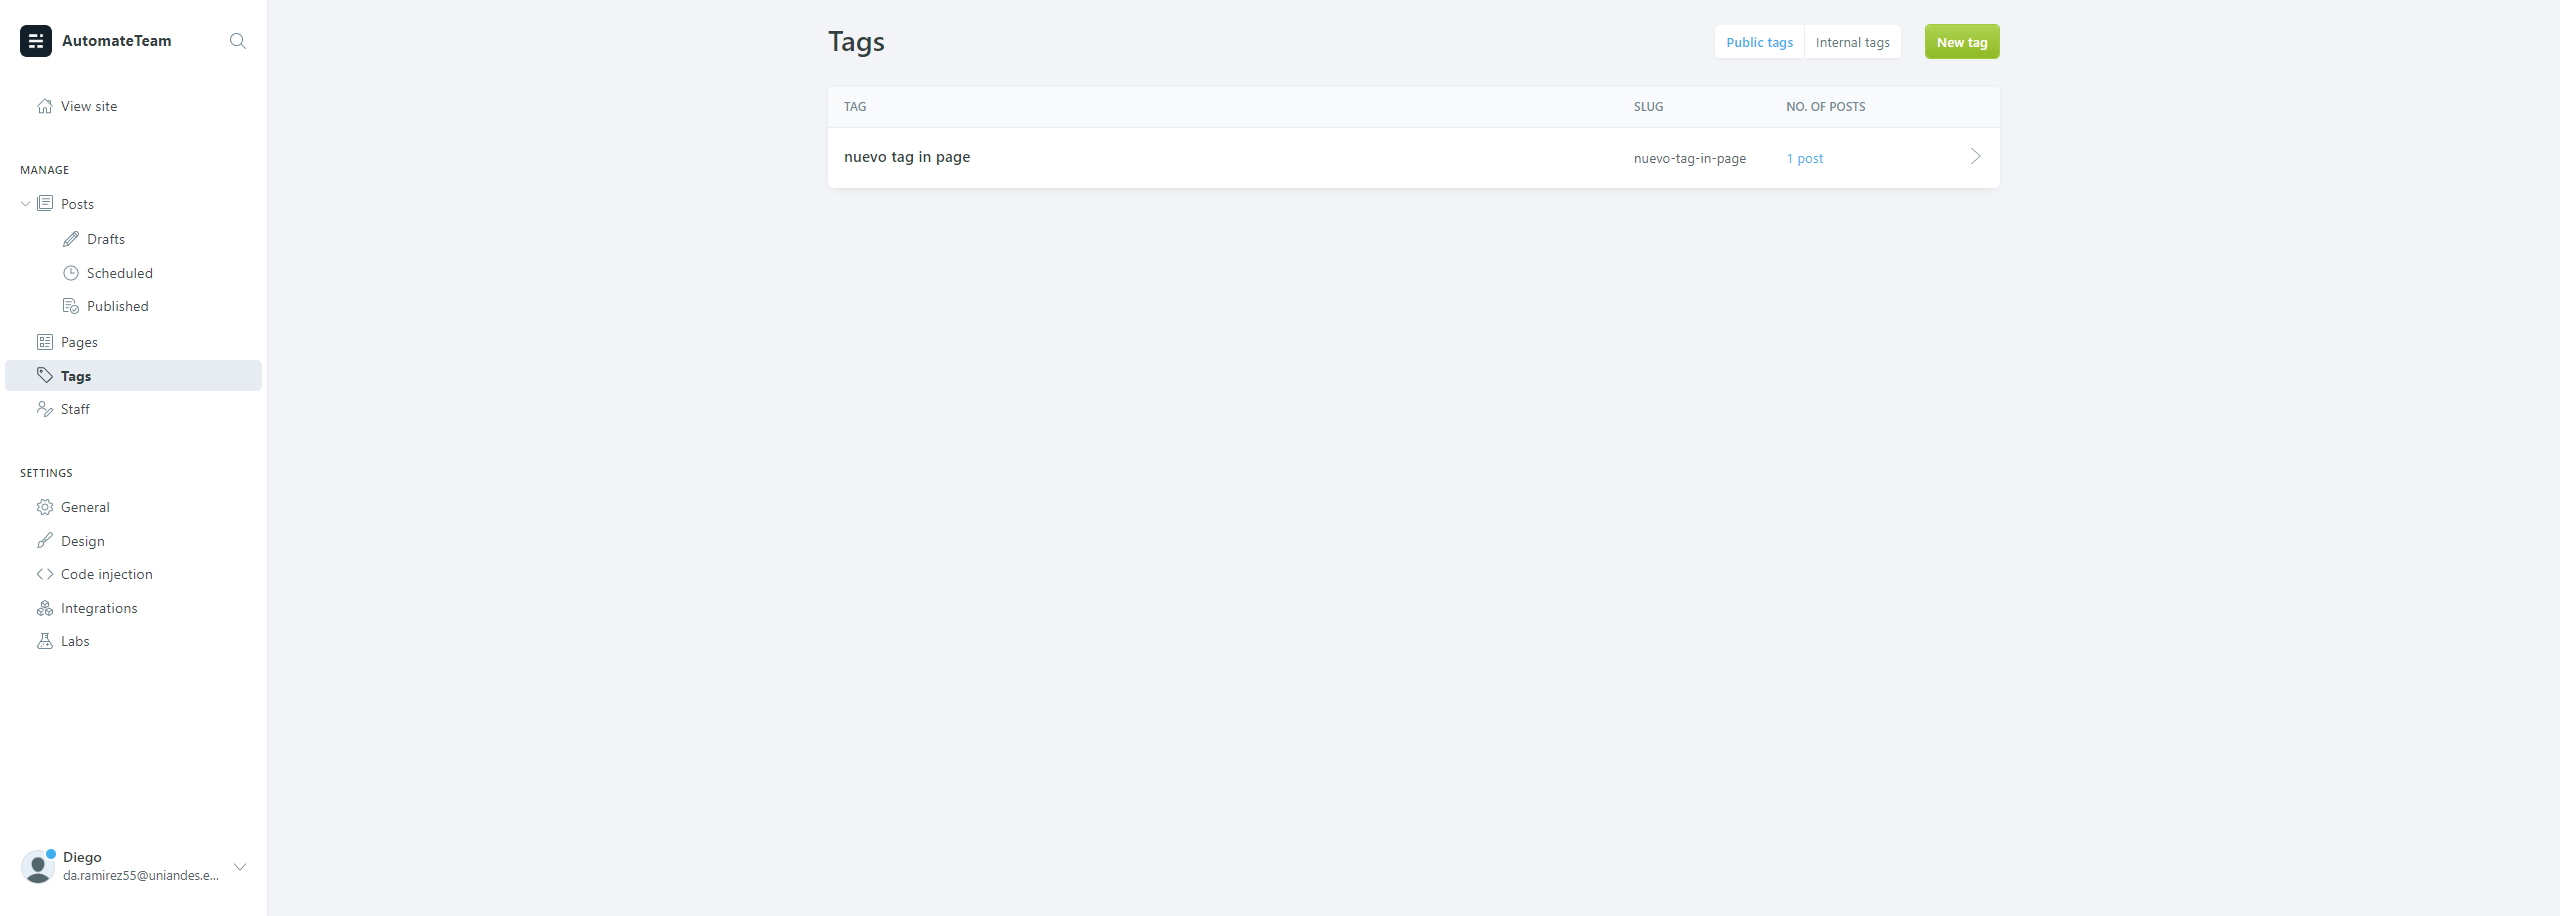 AutomateTeam
View site
MANAGE
Posts
Drafts
Scheduled
Published
Pages
Tags
Staff
SETTINGS
General
Design
Code injection
Integrations
Labs
Diego
da.ramirez55@uniandes.e...
Tags
Public tags
Internal tags
New tag
TAG
SLUG
NO. OF POSTS
nuevo tag in page
nuevo-tag-in-page
1 post